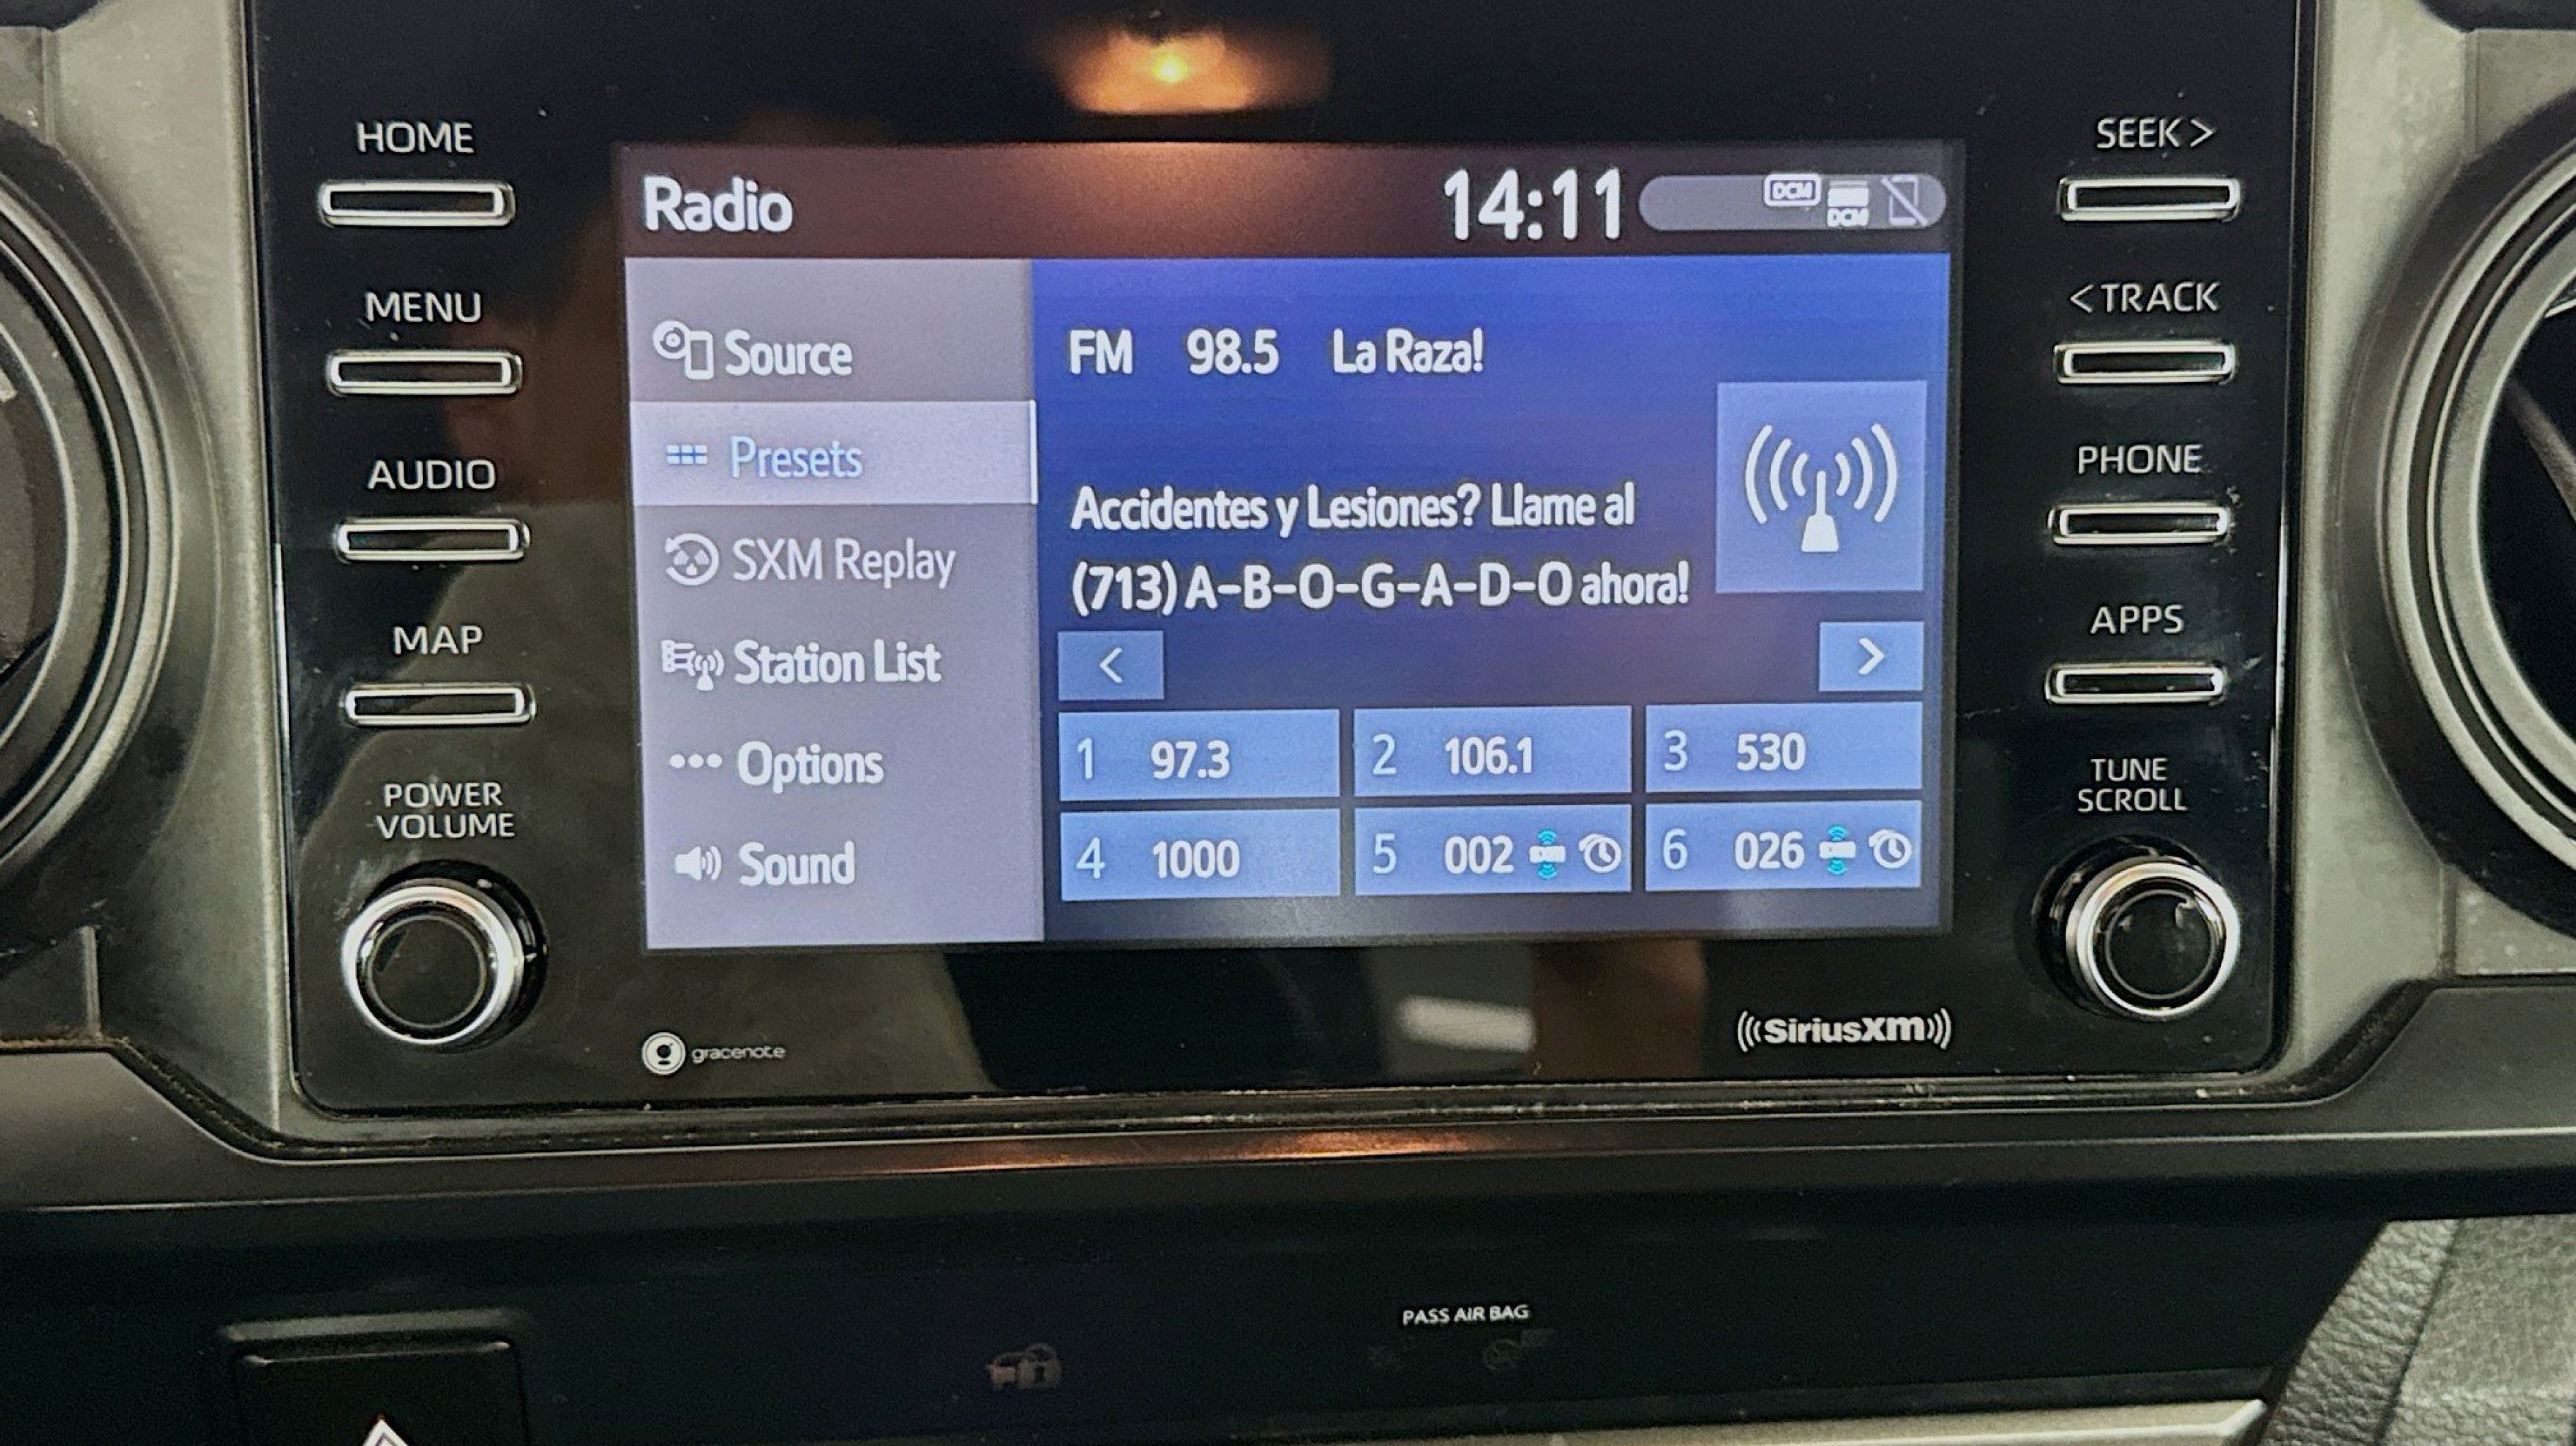 HOME
MENU
AUDIO
MAP
POWER
VOLUME
Radio
14:11
DCM
DCM
Source
Presets
SXM Replay
Station List
Options
Sound
FM 98.5 La Raza!
Accidentes y Lesiones? Llame al
(713) A-B-O-G-A-D-O ahora!
<
>
1 97.3
2 106.1
3 530
4 1000
5 002
6 026
SEEK >
< TRACK
PHONE
APPS
TUNE
SCROLL
gracenote
((SiriusXM))
PASS AIR BAG